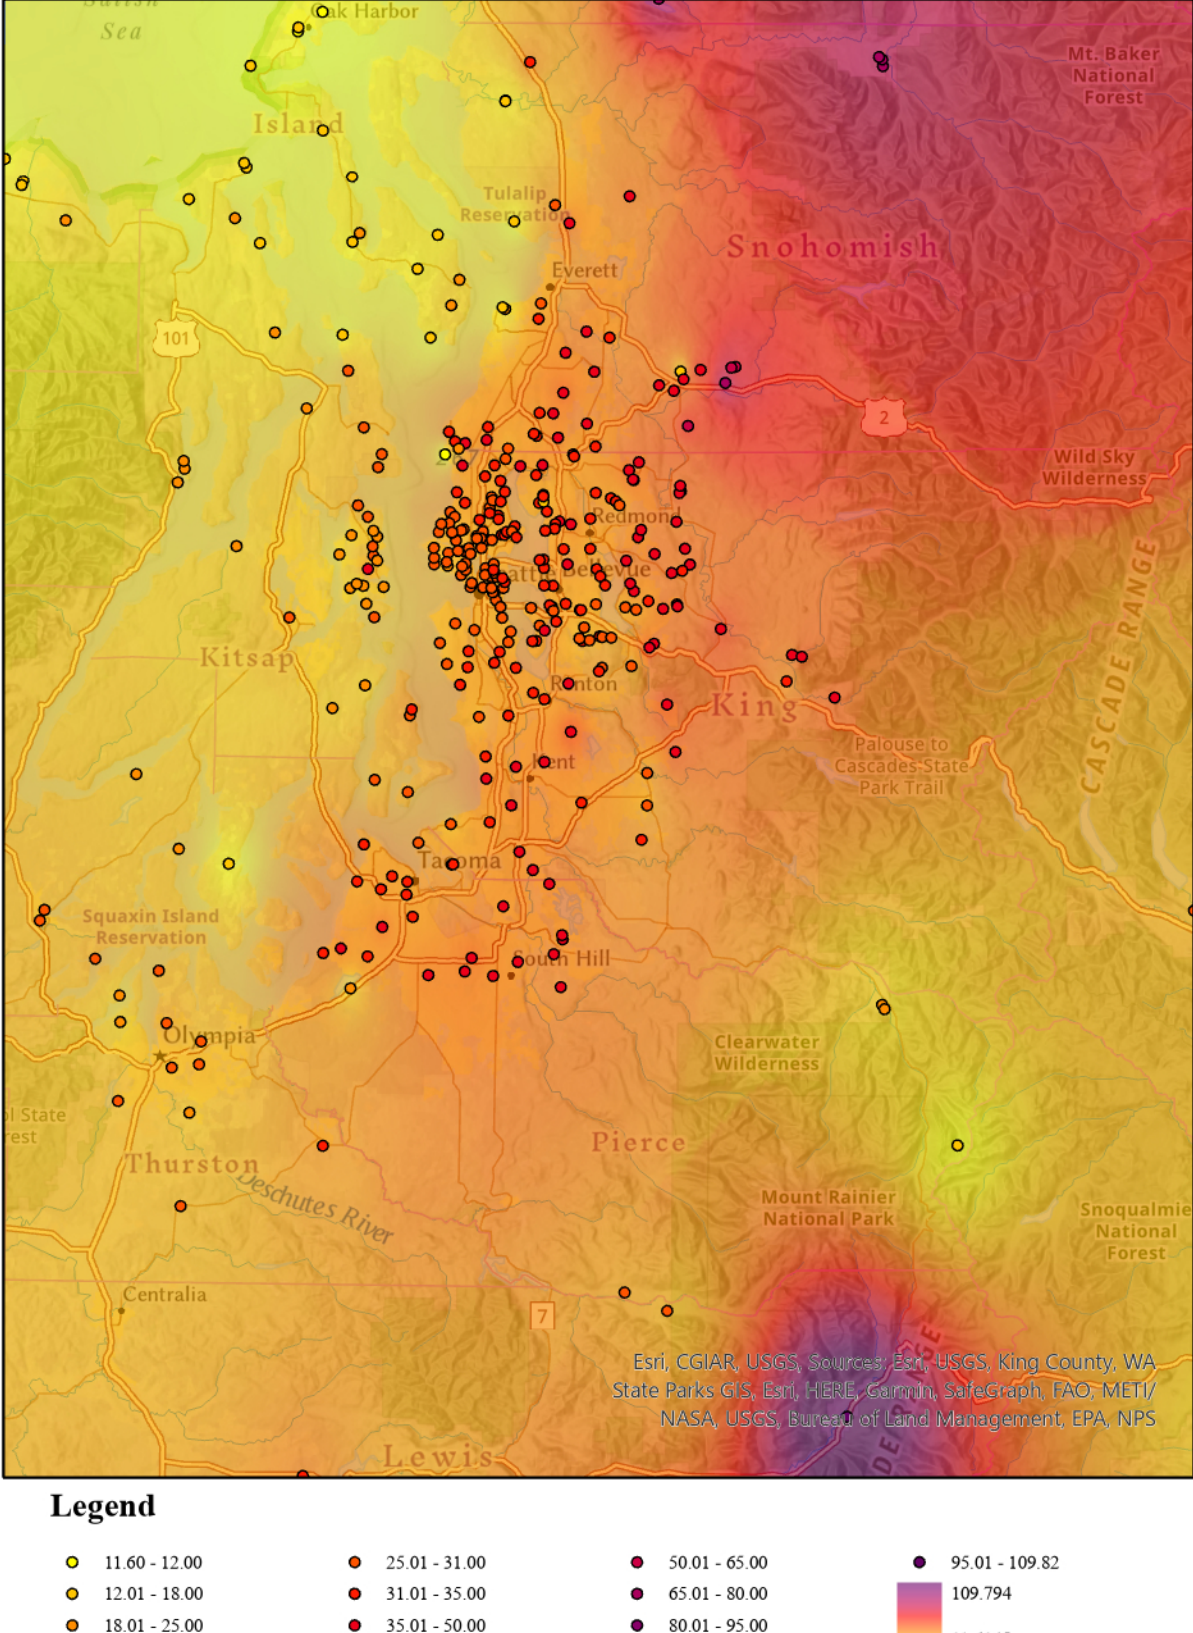 Salish
Sea
Oak Harbor
Mt. Baker
National
Forest
Island
Tulalip
Reservation
Snohomish
Everett
101
2
Wild Sky
Wilderness
Redmond
Seattle
Bellevue
CASCADE RANGE
Kitsap
Renton
King
Palouse to
Cascades State
Park Trail
Kent
Tacoma
Squaxin Island
Reservation
South Hill
Olympia
Clearwater
Wilderness
ol State
rest
Pierce
Thurston
Deschutes River
Mount Rainier
National Park
Snoqualmie
National
Forest
Centralia
7
Esri, CGIAR, USGS, Sources: Esri, USGS, King County, WA
State Parks GIS, Esri, HERE, Garmin, SafeGraph, FAO, METI/
NASA, USGS, Bureau of Land Management, EPA, NPS
Lewis
Legend
11.60 - 12.00
25.01 - 31.00
50.01 - 65.00
95.01 - 109.82
12.01 - 18.00
31.01 - 35.00
65.01 - 80.00
109.794
18.01 - 25.00
35.01 - 50.00
80.01 - 95.00